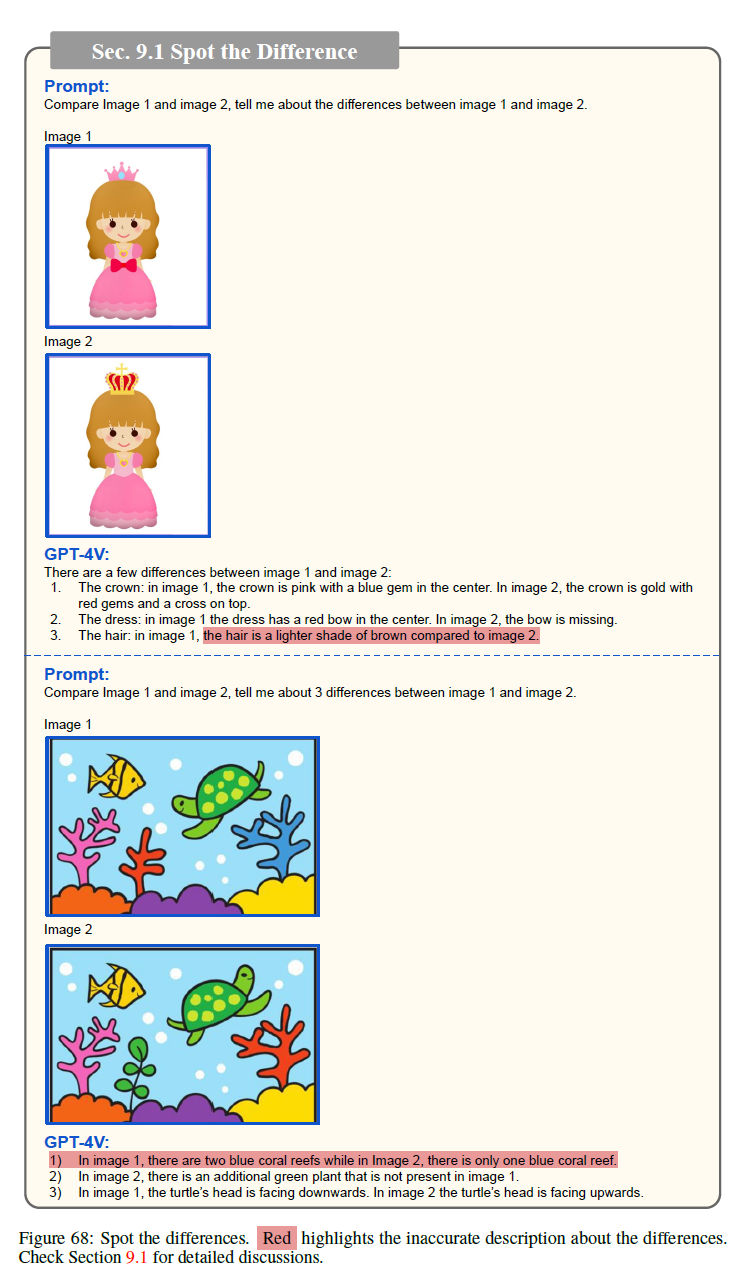 Sec. 9.1 Spot the Difference
Prompt:
Compare Image 1 and image 2, tell me about the differences between image 1 and image 2.
Image 1
Image 2
GPT-4V:
There are a few differences between image 1 and image 2:
1. The crown: in image 1, the crown is pink with a blue gem in the center. In image 2, the crown is gold with
red gems and a cross on top.
2. The dress: in image 1 the dress has a red bow in the center. In image 2, the bow is missing.
3. The hair: in image 1, the hair is a lighter shade of brown compared to image 2.
Prompt:
Compare Image 1 and image 2, tell me about 3 differences between image 1 and image 2.
Image 1
Image 2
GPT-4V:
1) In image 1, there are two blue coral reefs while in Image 2, there is only one blue coral reef.
2) In image 2, there is an additional green plant that is not present in image 1.
3) In image 1, the turtle's head is facing downwards. In image 2 the turtle's head is facing upwards.
Figure 68: Spot the differences. Red highlights the inaccurate description about the differences.
Check Section 9.1 for detailed discussions.